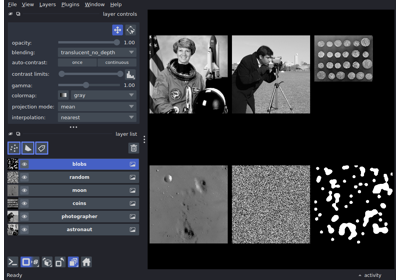 File View Layers Plugins Window Help
layer controls
opacity: 1.00
blending: translucent_no_depth
auto-contrast: once continuous
contrast limits:
gamma: 1.00
colormap: gray
projection mode: mean
interpolation: nearest
layer list
blobs
random
moon
coins
photographer
astronaut
Ready activity